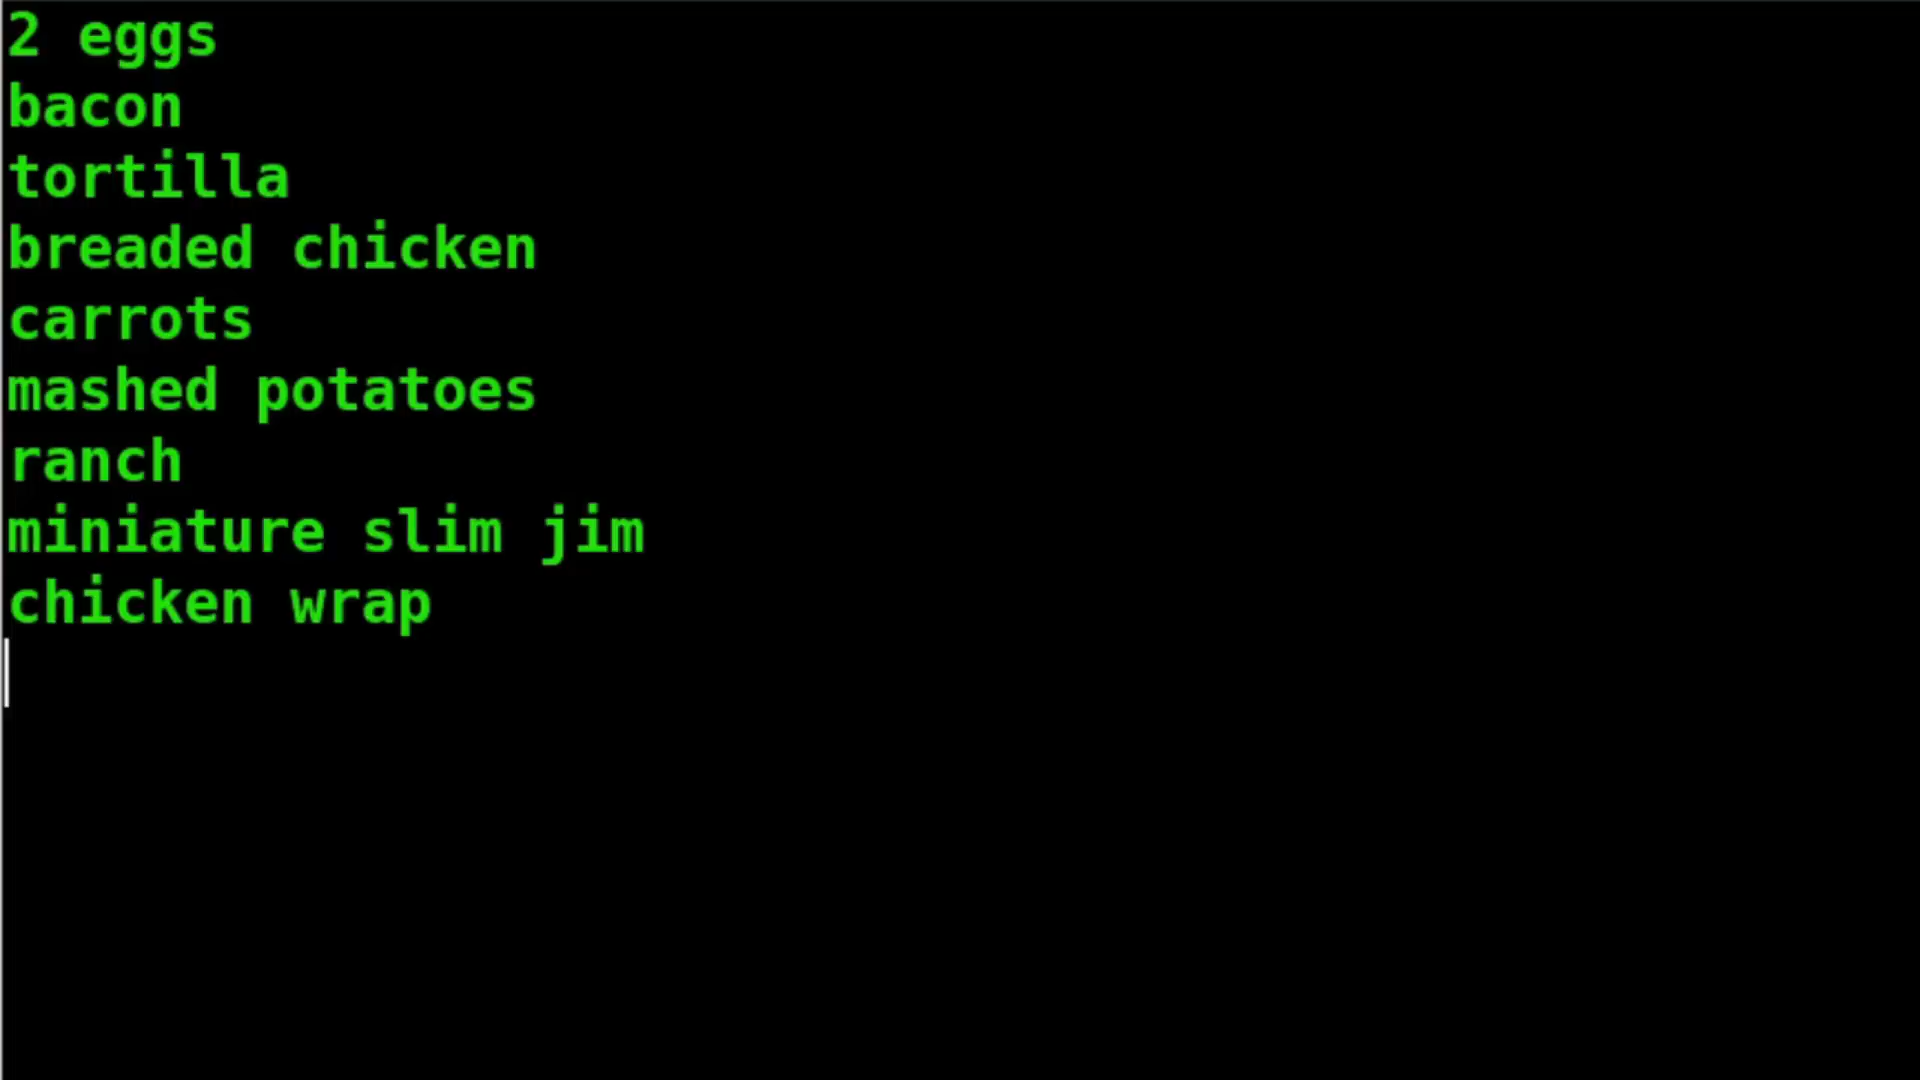 2 eggs
bacon
tortilla
breaded chicken
carrots
mashed potatoes
ranch
miniature slim jim
chicken wrap